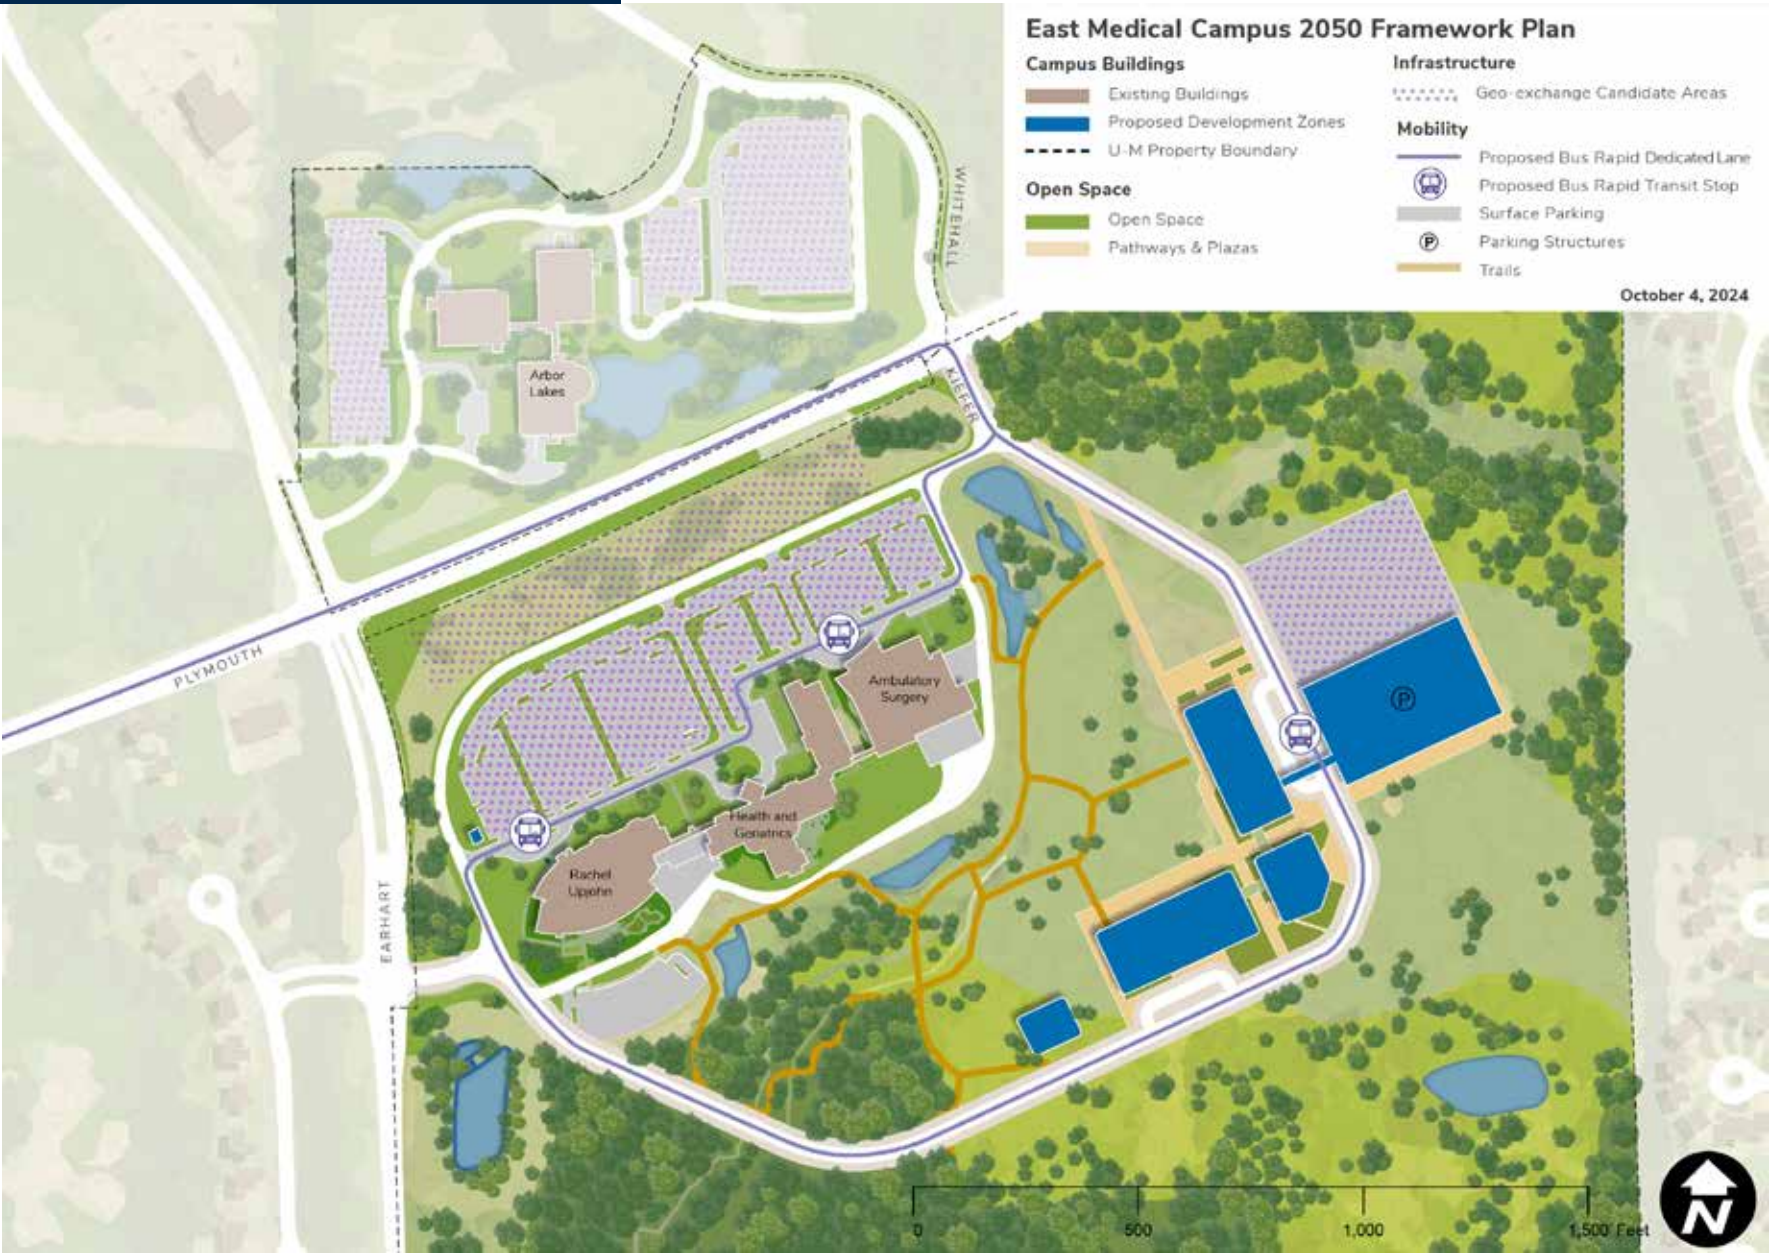 East Medical Campus 2050 Framework Plan
Campus Buildings
Existing Buildings
Proposed Development Zones
U-M Property Boundary
Open Space
Open Space
Pathways & Plazas
Infrastructure
Geo-exchange Candidate Areas
Mobility
Proposed Bus Rapid Dedicated Lane
Proposed Bus Rapid Transit Stop
Surface Parking
P
Parking Structures
Trails
October 4, 2024
WHITEHALL
Arbor
Lakes
KIEFER
PLYMOUTH
Ambulatory
Surgery
P
Health and
Geriatrics
Rachel
Upjohn
EARHART
0
500
1,000
1,500 Feet
N